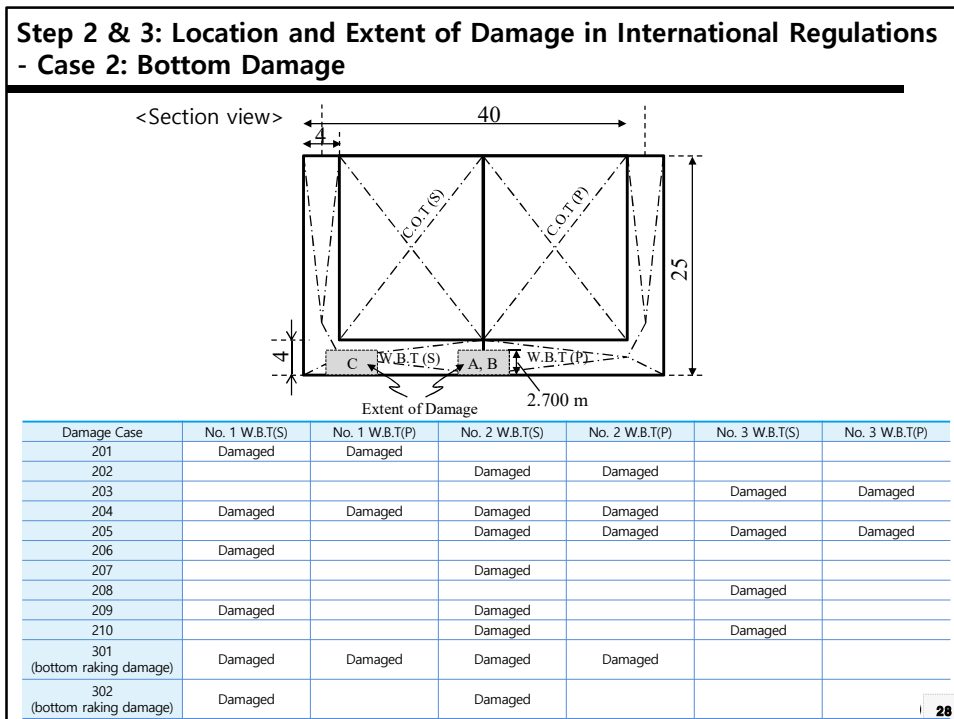 Step 2 & 3: Location and Extent of Damage in International Regulations
- Case 2: Bottom Damage
<Section view>
40
4
C.O.T(S)
C.O.T(P)
25
4
C
W.B.T (S)
A, B
W.B.T(P)
Extent of Damage
2.700 m
Damage Case No. 1 W.B.T(S) No. 1 W.B.T(P) No. 2 W.B.T(S) No. 2 W.B.T(P) No. 3 W.B.T(S) No. 3 W.B.T(P)
201 Damaged Damaged
202 Damaged Damaged
203 Damaged Damaged
204 Damaged Damaged Damaged Damaged
205 Damaged Damaged Damaged Damaged
206 Damaged
207 Damaged
208 Damaged
209 Damaged Damaged
210 Damaged Damaged
301
(bottom raking damage) Damaged Damaged Damaged Damaged
302
(bottom raking damage) Damaged Damaged
28